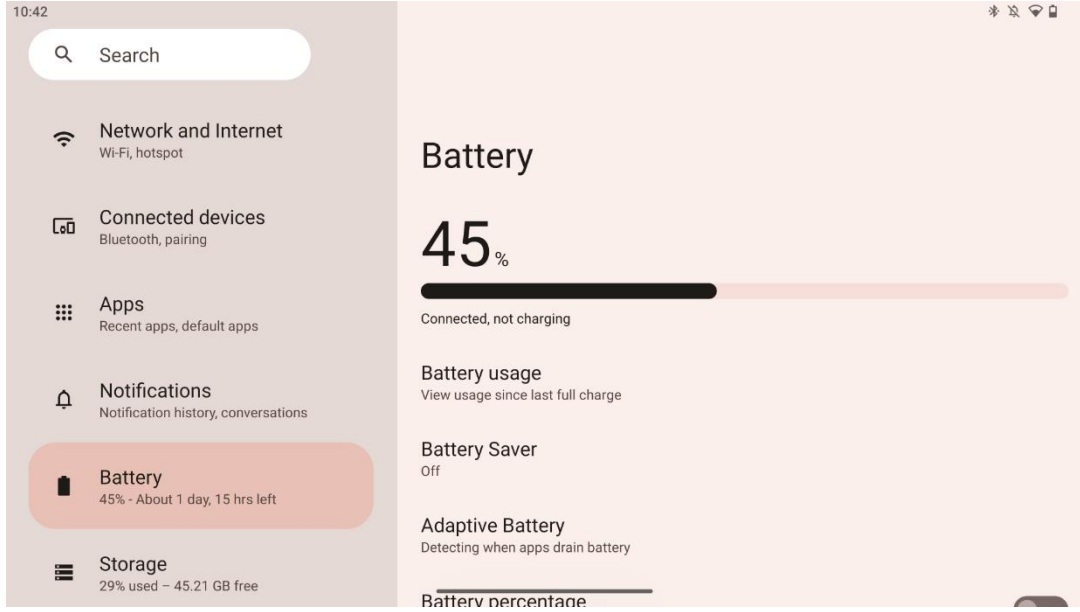 10:42
Search
Network and Internet
Wi-Fi, hotspot
Connected devices
Bluetooth, pairing
Apps
Recent apps, default apps
Notifications
Notification history, conversations
Battery
45% - About 1 day, 15 hrs left
Storage
29% used – 45.21 GB free
Battery
45%
Connected, not charging
Battery usage
View usage since last full charge
Battery Saver
Off
Adaptive Battery
Detecting when apps drain battery
Battery percentage